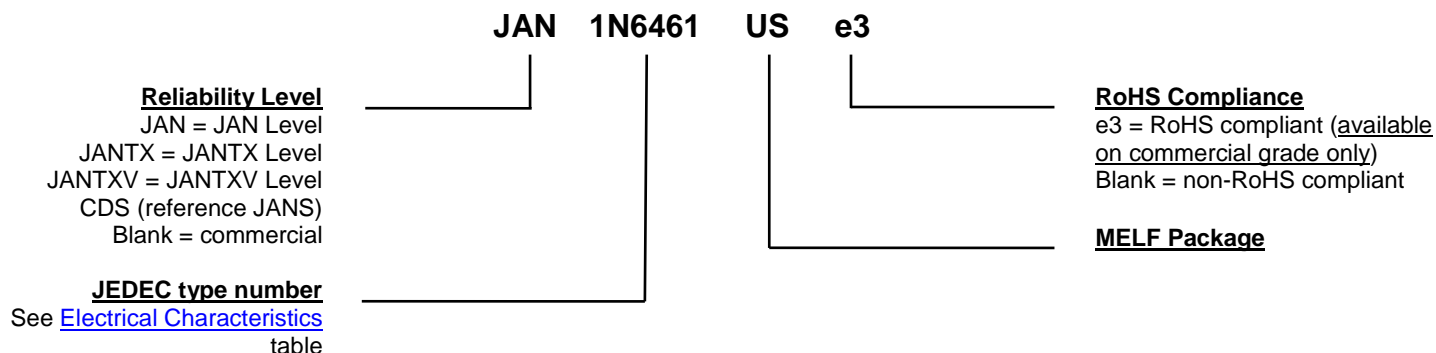 JAN 1N6461 US e3
Reliability Level
JAN = JAN Level
JANTX = JANTX Level
JANTXV = JANTXV Level
CDS (reference JANS)
Blank = commercial
JEDEC type number
See Electrical Characteristics
table
RoHS Compliance
e3 = RoHS compliant (available
on commercial grade only)
Blank = non-RoHS compliant
MELF Package